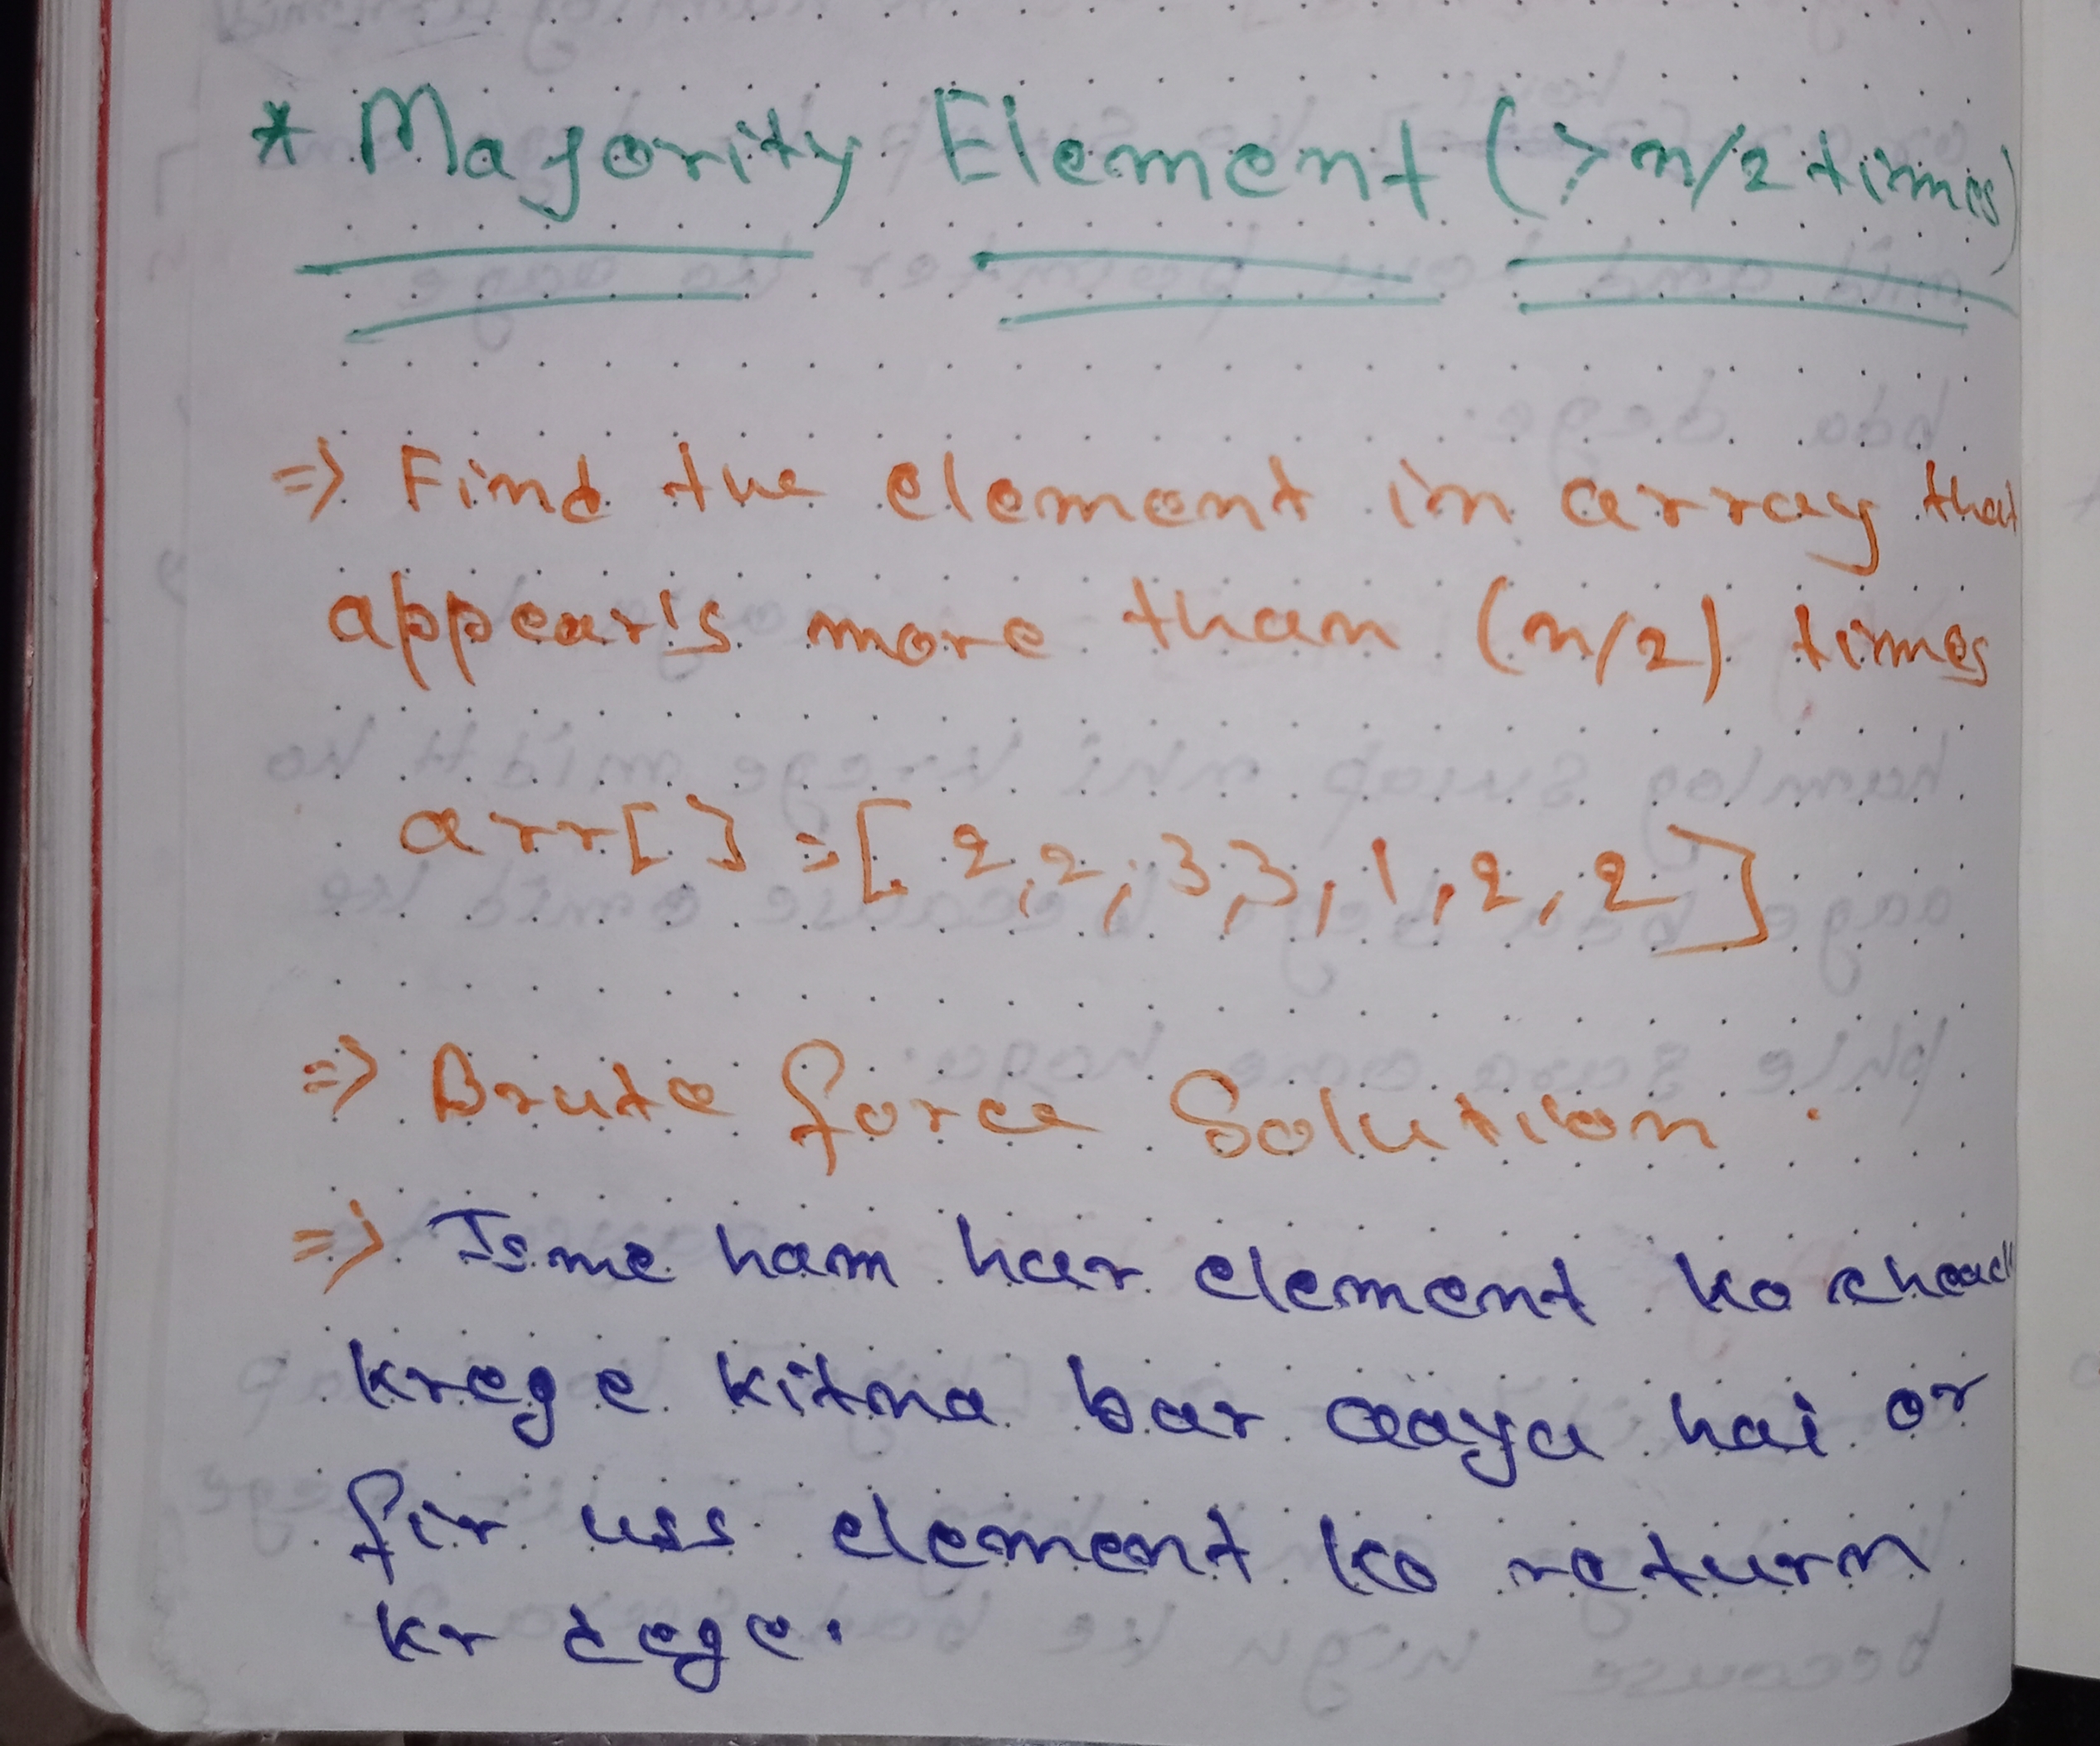 * Majority Element (> n/2 times)
=> Find the element in array that
appears more than (n/2) times
arr[] = [2,2,3,3,1,2,2]
=> Brute force Solution.
=> Isme ham har element ko
krege kitna bar aaya hai or
fir uss element ko return
kr dege.